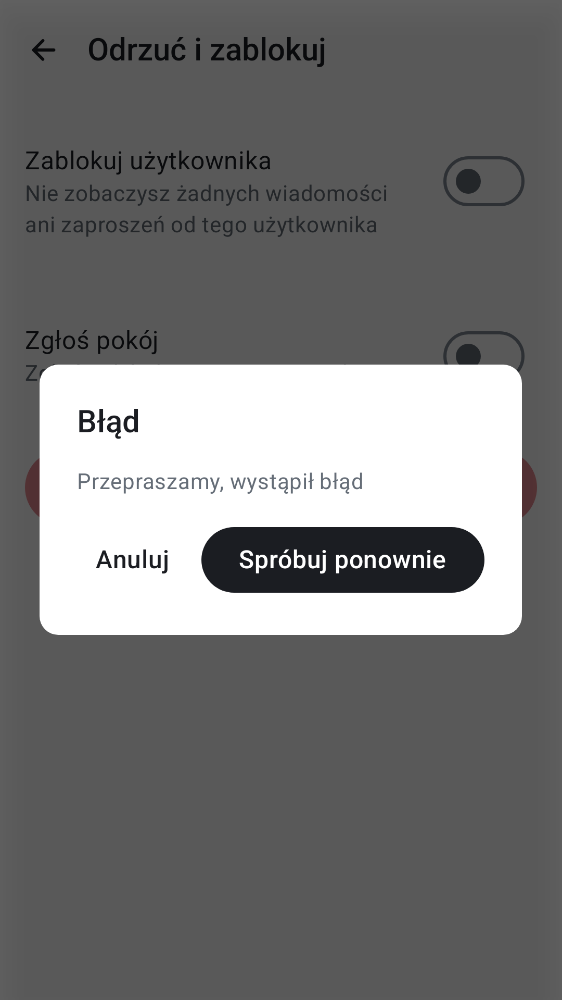 Odrzuć i zablokuj
Zablokuj użytkownika
Nie zobaczysz żadnych wiadomości
ani zaproszeń od tego użytkownika
Zgłoś pokój
Błąd
Przepraszamy, wystąpił błąd
Anuluj
Spróbuj ponownie